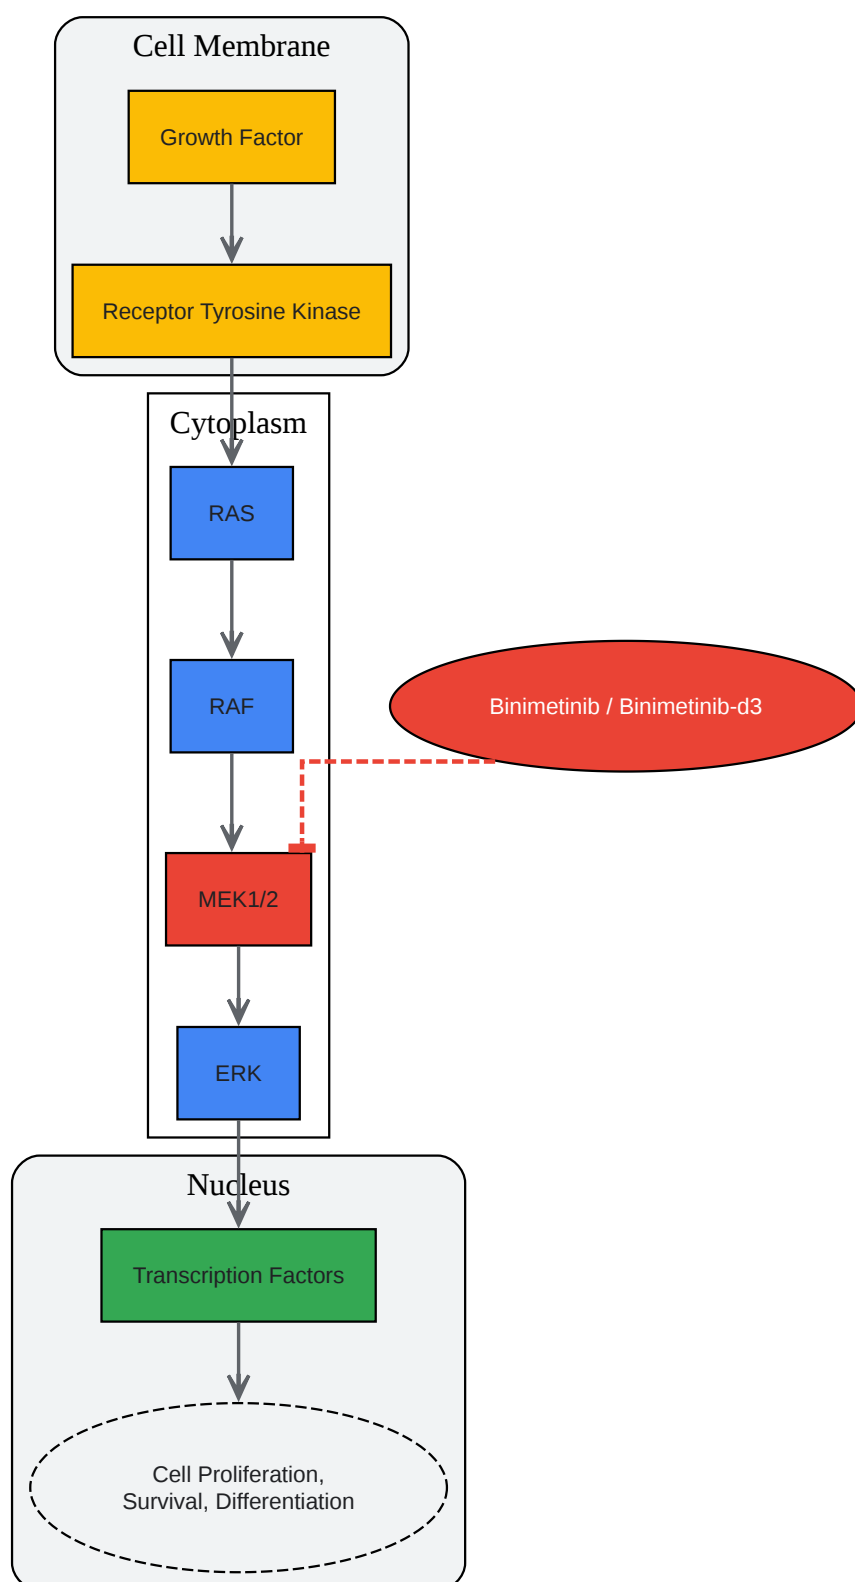 Cell Membrane
Growth Factor
Receptor Tyrosine Kinase
Cytoplasm
RAS
RAF
Binimetinib / Binimetinib-d3
MEK1/2
ERK
Nucleus
Transcription Factors
Cell Proliferation,
Survival, Differentiation